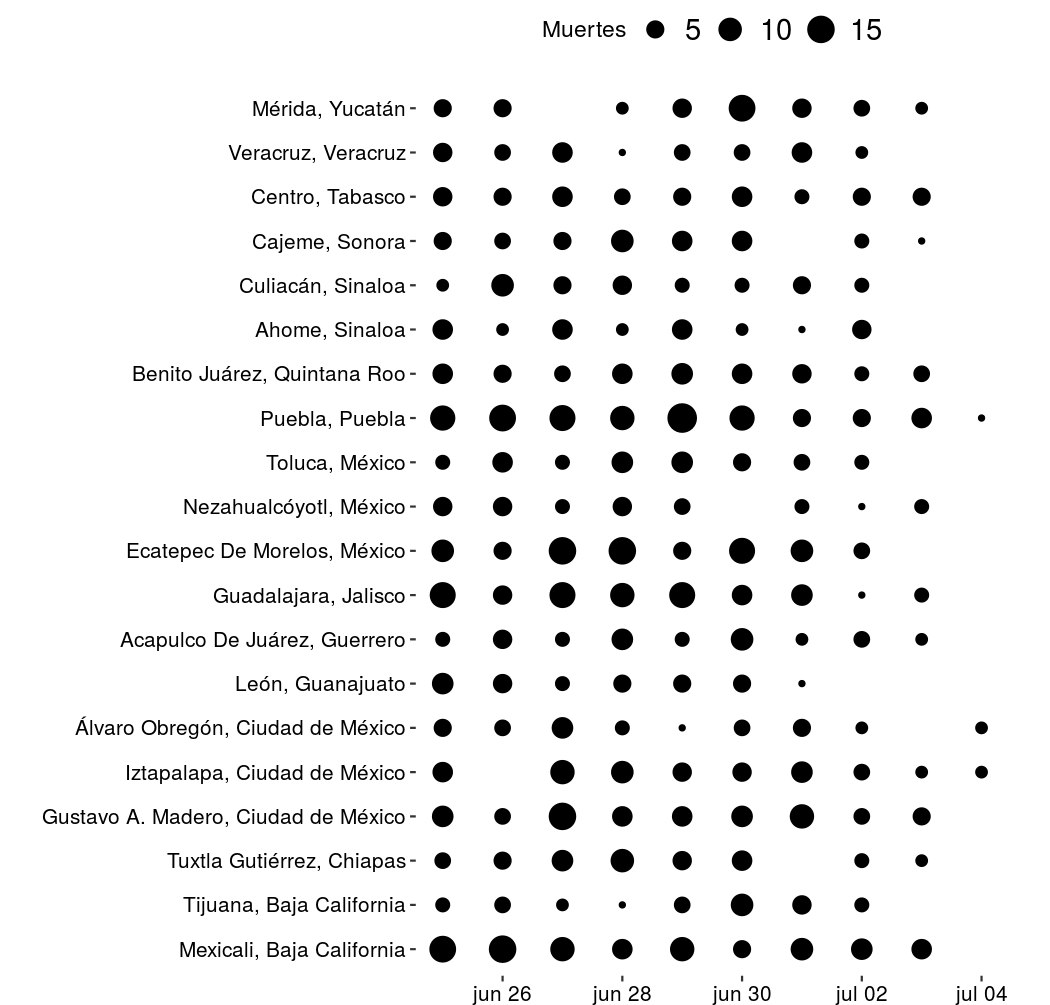 Muertes 5 10 15
Mérida, Yucatán
Veracruz, Veracruz
Centro, Tabasco
Cajeme, Sonora
Culiacán, Sinaloa
Ahome, Sinaloa
Benito Juárez, Quintana Roo
Puebla, Puebla
Toluca, México
Nezahualcóyotl, México
Ecatepec De Morelos, México
Guadalajara, Jalisco
Acapulco De Juárez, Guerrero
León, Guanajuato
Álvaro Obregón, Ciudad de México
Iztapalapa, Ciudad de México
Gustavo A. Madero, Ciudad de México
Tuxtla Gutiérrez, Chiapas
Tijuana, Baja California
Mexicali, Baja California
jun 26 jun 28 jun 30 jul 02 jul 04